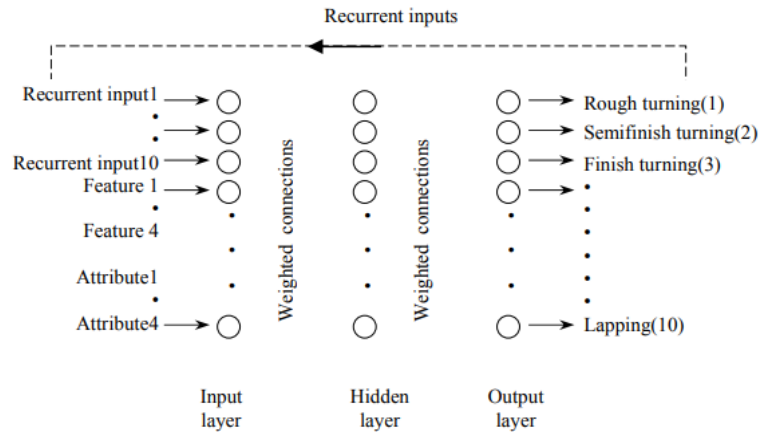 Recurrent inputs
Recurrent input1
Recurrent input10
Feature 1
Feature 4
Attribute1
Attribute4
Weighted connections
Weighted connections
Rough turning(1)
Semifinish turning(2)
Finish turning(3)
Lapping(10)
Input
layer
Hidden
layer
Output
layer